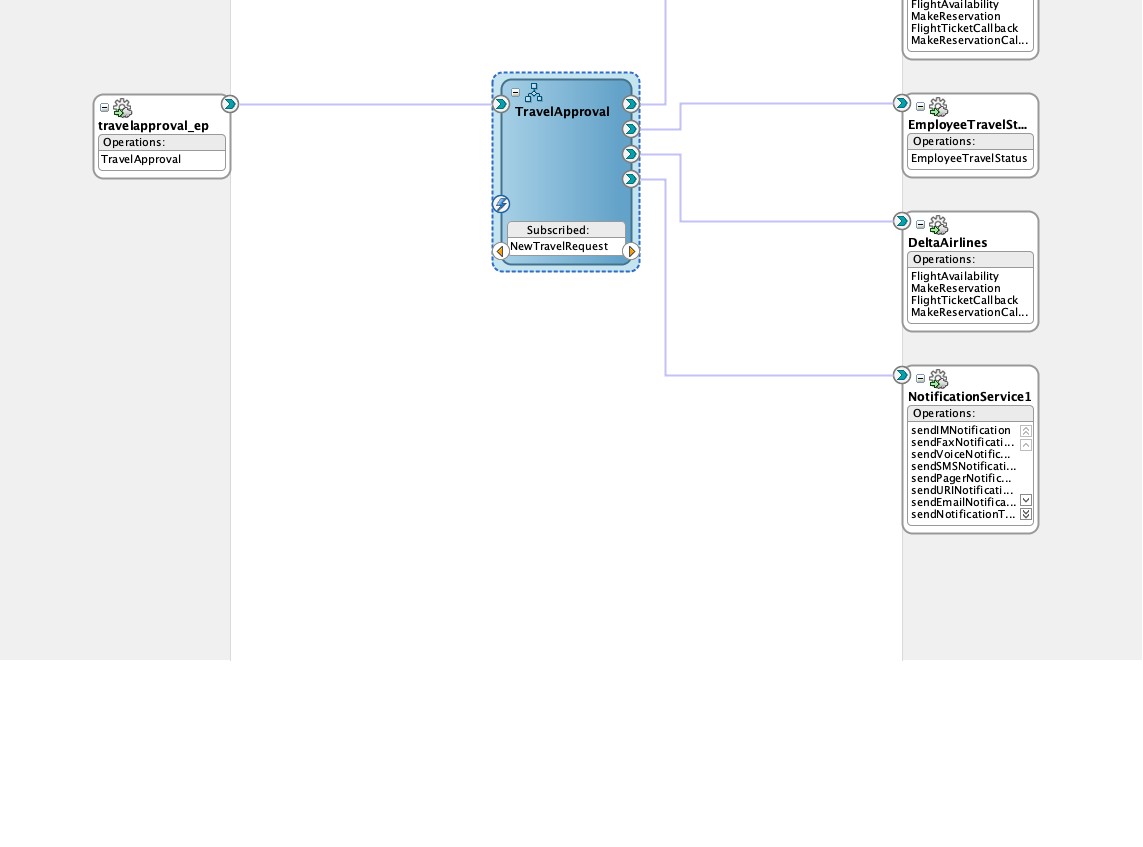 FlightAvailability
MakeReservation
FlightTicketCallback
MakeReservationCal...
travelapproval_ep
Operations:
TravelApproval
TravelApproval
Subscribed:
NewTravelRequest
EmployeeTravelSt...
Operations:
EmployeeTravelStatus
DeltaAirlines
Operations:
FlightAvailability
MakeReservation
FlightTicketCallback
MakeReservationCal...
NotificationService1
Operations:
sendIMNotification
sendFaxNotificati...
sendVoiceNotific...
sendSMSNotificati...
sendPagerNotific...
sendURINotificati...
sendEmailNotifica...
sendNotificationT...